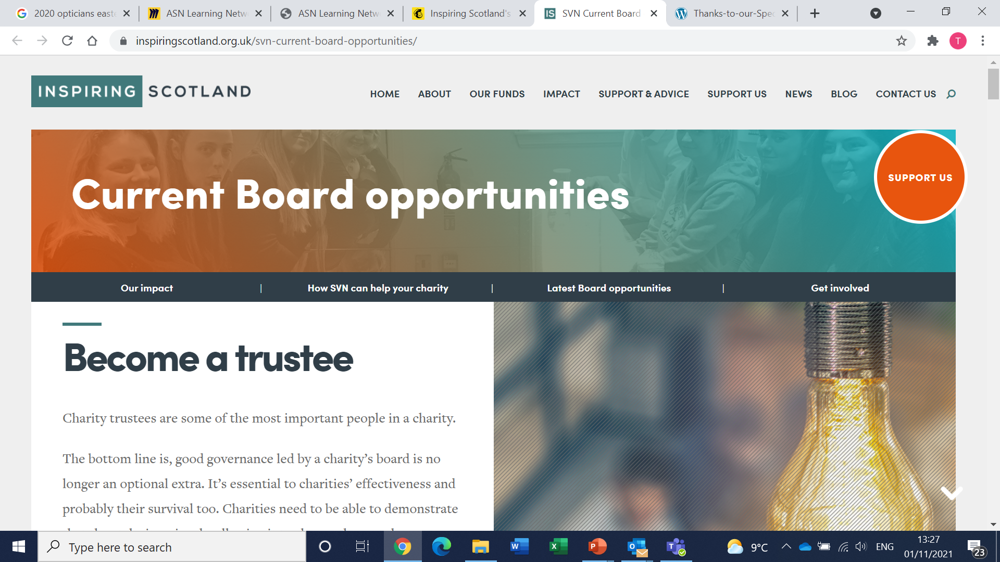 2020 opticians east
ASN Learning Netw
ASN Learning Netw
Inspiring Scotland's
SVN Current Board
Thanks-to-our-Spec
inspiringscotland.org.uk/svn-current-board-opportunities/
T
INSPIRING SCOTLAND
HOME ABOUT OUR FUNDS IMPACT SUPPORT & ADVICE SUPPORT US NEWS BLOG CONTACT US
Current Board opportunities
SUPPORT US
Our impact | How SVN can help your charity | Latest Board opportunities | Get involved
Become a trustee
Charity trustees are some of the most important people in a charity.
The bottom line is, good governance led by a charity’s board is no
longer an optional extra. It’s essential to charities’ effectiveness and
probably their survival too. Charities need to be able to demonstrate
Type here to search
9°C
ENG
13:27
01/11/2021
23